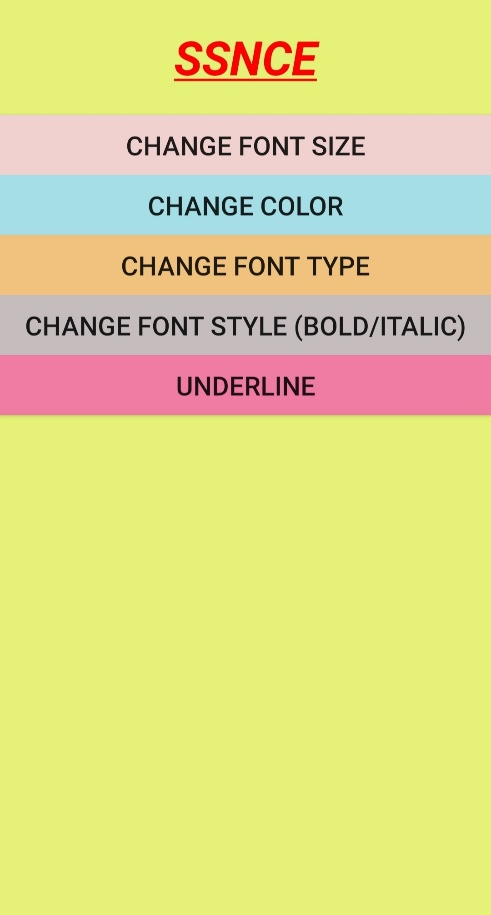 SSNCE
CHANGE FONT SIZE
CHANGE COLOR
CHANGE FONT TYPE
CHANGE FONT STYLE (BOLD/ITALIC)
UNDERLINE